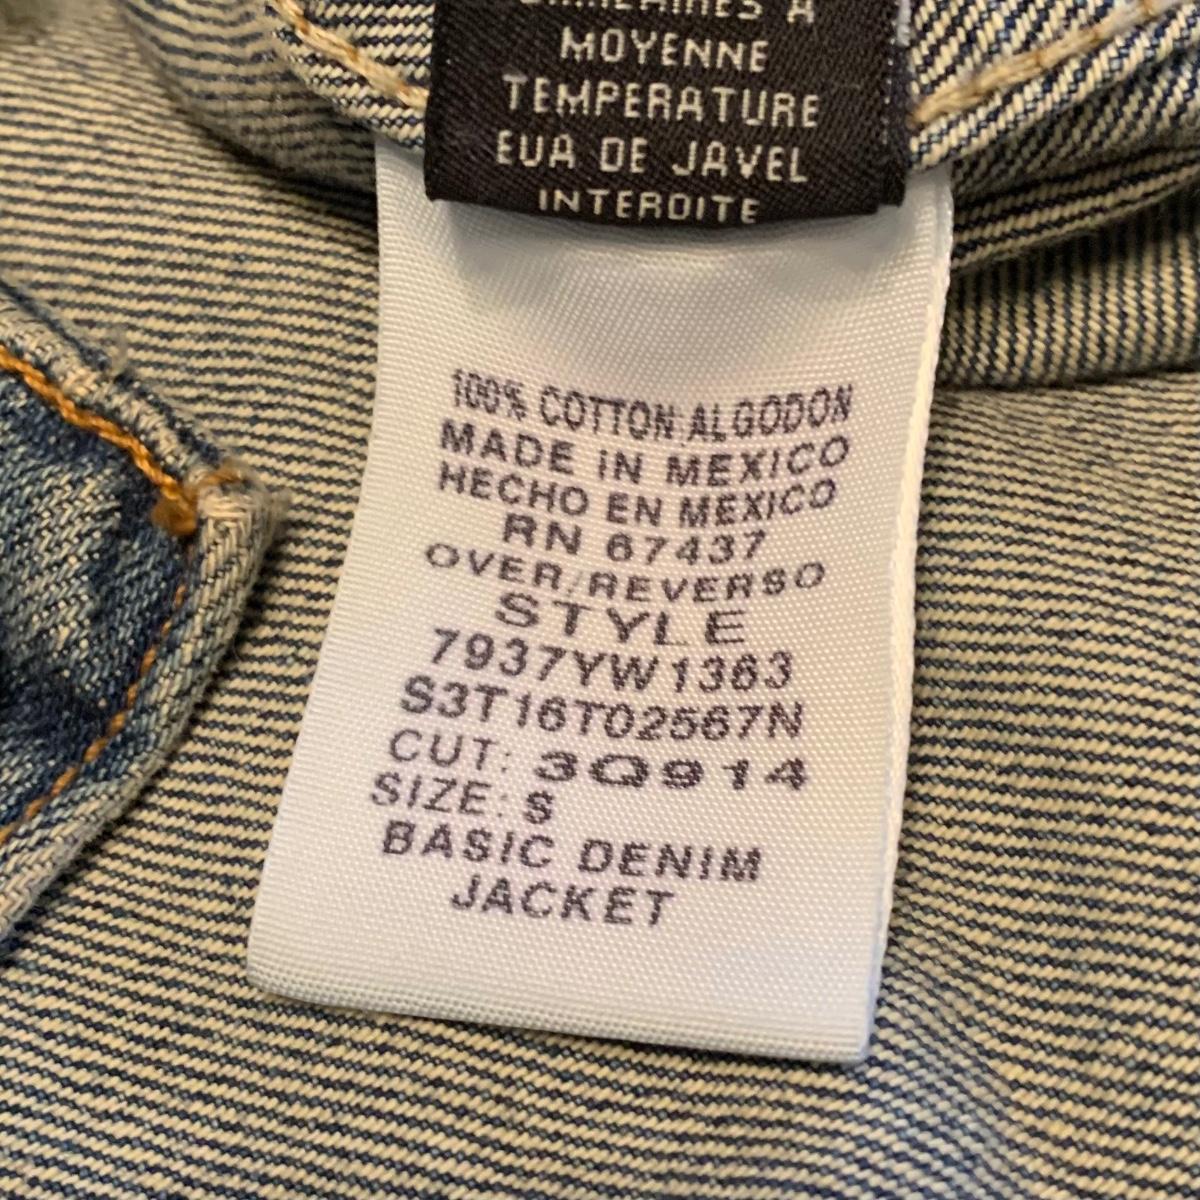 A
MOYENNE
TEMPERATURE
EUA DE JAVEL
INTERDITE
100% COTTON ALGODON
MADE IN MEXICO
HECHO EN MEXICO
RN 67437
OVER/REVERSO
STYLE
7937YW1363
S3T16T02567N
CUT: 3Q914
SIZE: S
BASIC DENIM
JACKET